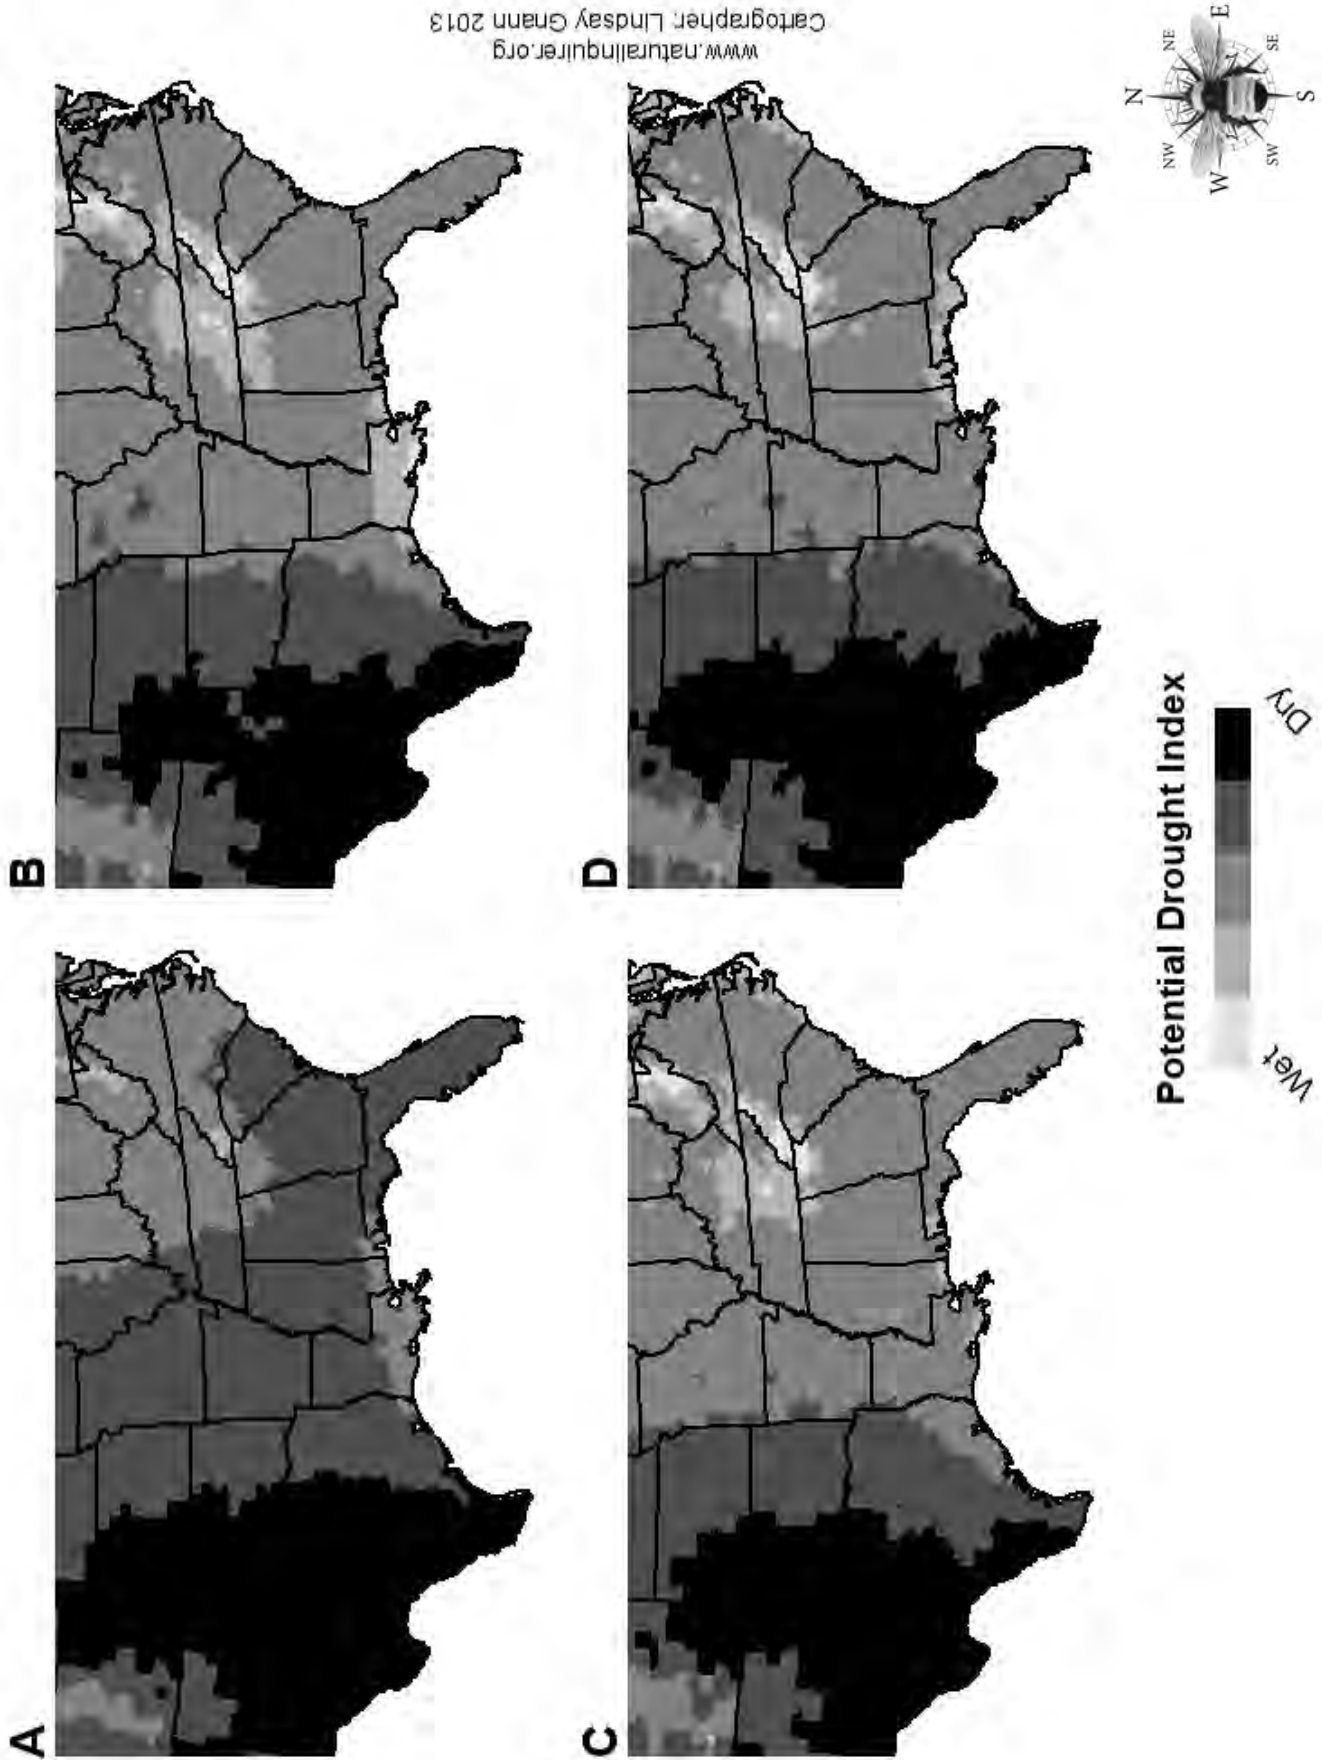 A
B
C
D
Potential Drought Index
Wet
Dry
www.naturalinquirer.org
Cartographer, Lindsay Gnann 2013
N
NE
E
SE
S
SW
W
NW